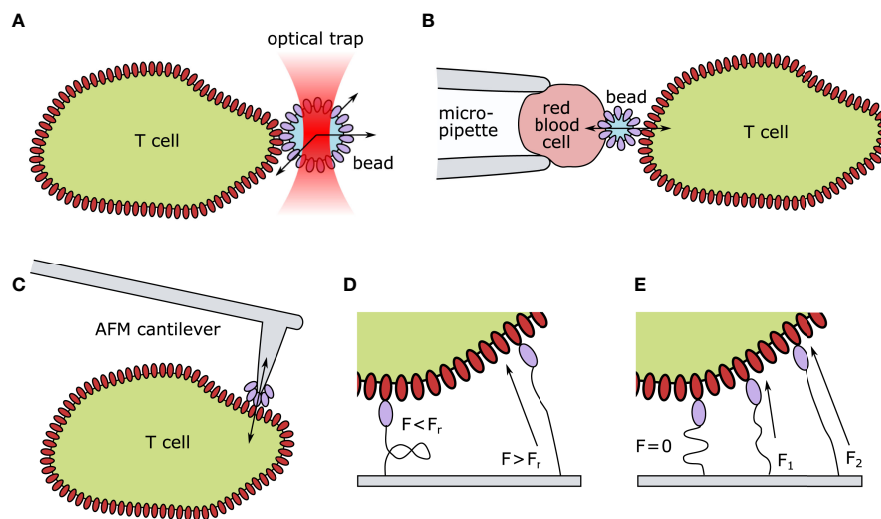 A
optical trap
T cell
bead
B
micro-
pipette
red
blood
cell
bead
T cell
C
AFM cantilever
T cell
D
F<Fᵣ
F>Fᵣ
E
F=0
F₁
F₂